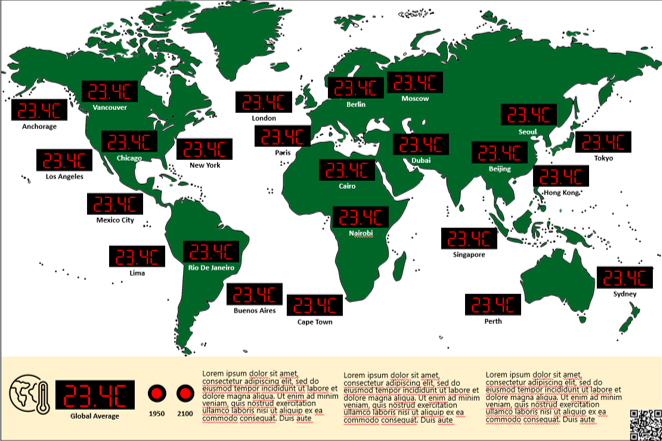 23.4C
Vancouver
23.4C
Anchorage
23.4C
London
23.4C
Berlin
23.4C
Moscow
23.4C
Seoul
23.4C
Tokyo
23.4C
Chicago
23.4C
New York
23.4C
Los Angeles
23.4C
Paris
23.4C
Dubai
23.4C
Beijing
23.4C
Hong Kong
23.4C
Cairo
23.4C
Mexico City
23.4C
Nairobi
23.4C
Singapore
23.4C
Lima
23.4C
Rio De Janeiro
23.4C
Buenos Aires
23.4C
Cape Town
23.4C
Perth
23.4C
Sydney
23.4C
Global Average
1950
2100
Lorem ipsum dolor sit amet,
consectetur adipiscing elit, sed do
eiusmod tempor incididunt ut labore et
dolore magna aliqua. Ut enim ad minim
veniam, quis nostrud exercitation
ullamco laboris nisi ut aliquip ex ea
commodo consequat. Duis aute
Lorem ipsum dolor sit amet,
consectetur adipiscing elit, sed do
eiusmod tempor incididunt ut labore et
dolore magna aliqua. Ut enim ad minim
veniam, quis nostrud exercitation
ullamco laboris nisi ut aliquip ex ea
commodo consequat. Duis aute
Lorem ipsum dolor sit amet,
consectetur adipiscing elit, sed do
eiusmod tempor incididunt ut labore et
dolore magna aliqua. Ut enim ad minim
veniam, quis nostrud exercitation
ullamco laboris nisi ut aliquip ex ea
commodo consequat. Duis aute